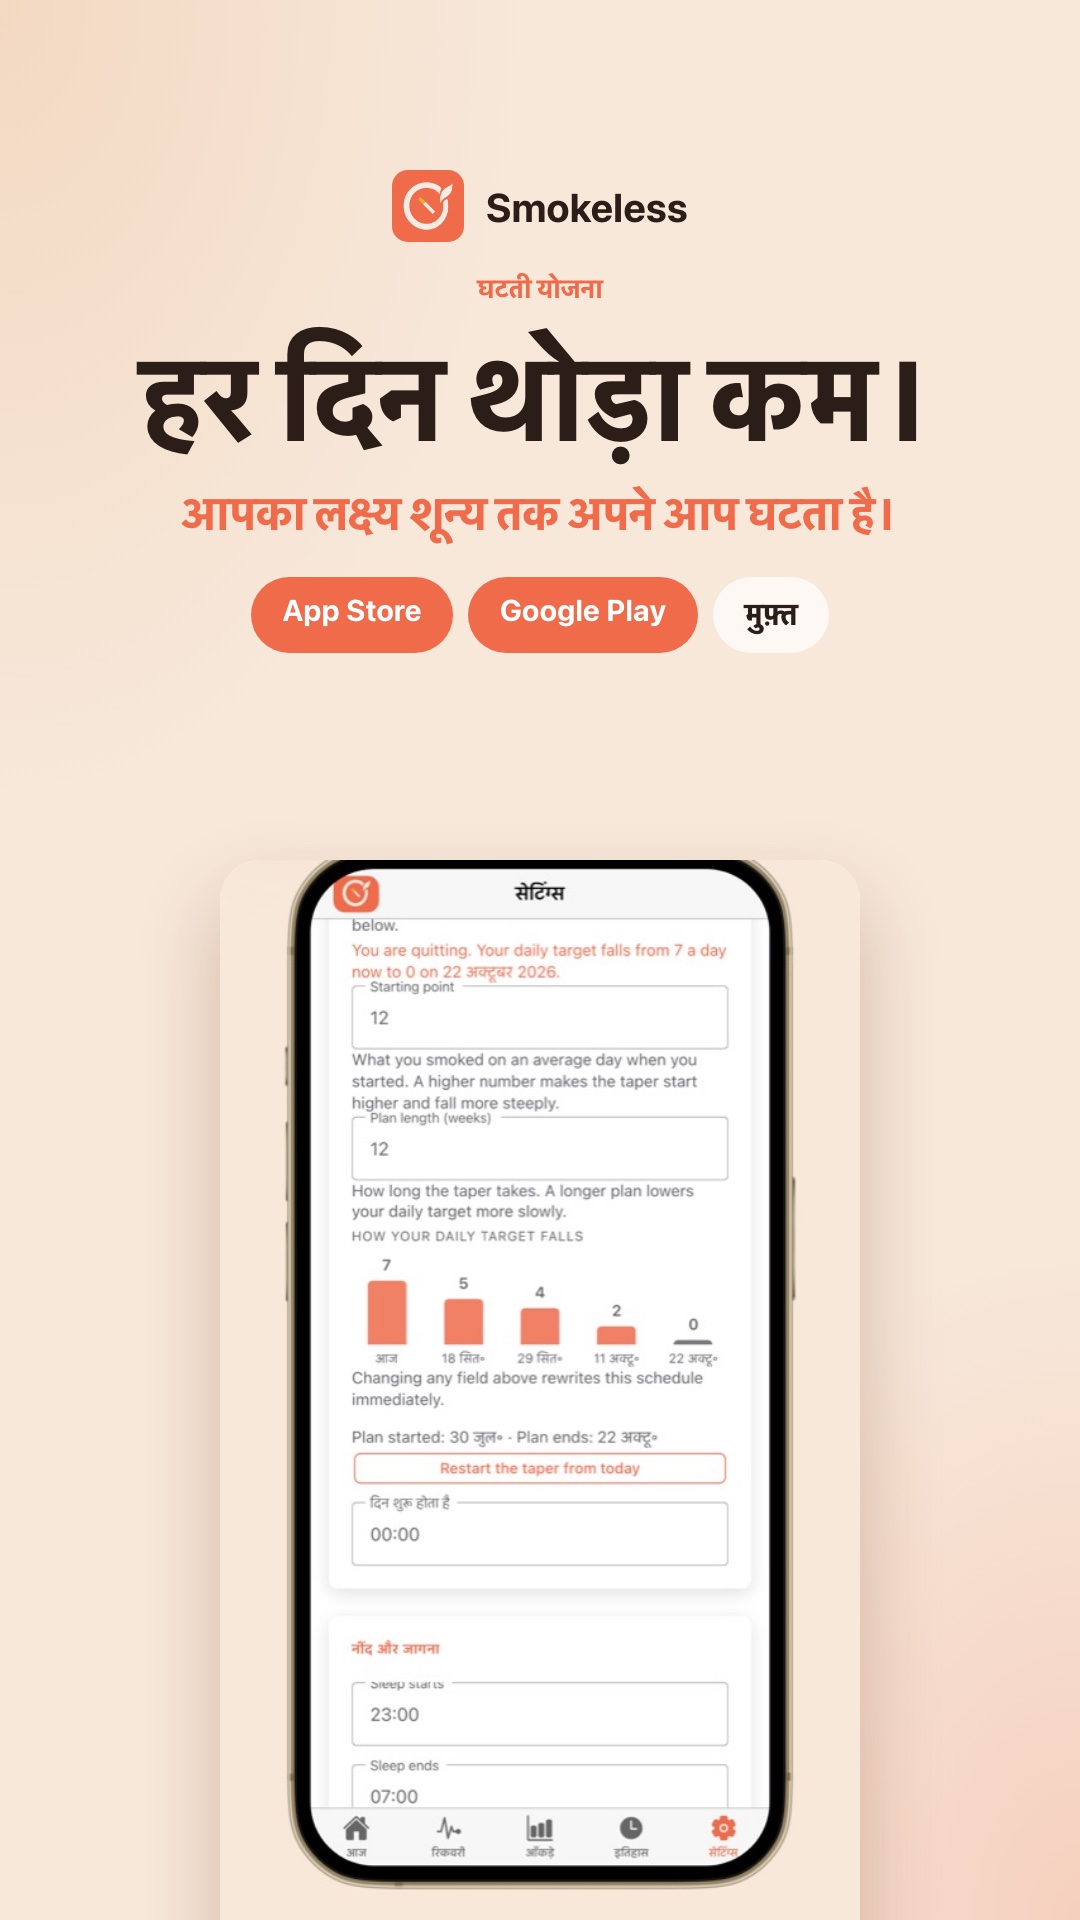 Smokeless
घटती योजना
हर दिन थोड़ा कम।
आपका लक्ष्य शून्य तक अपने आप घटता है।
App Store
Google Play
मुफ़्त
सेटिंग्स
below.
You are quitting. Your daily target falls from 7 a day
now to 0 on 22 अक्टूबर 2026.
Starting point
12
What you smoked on an average day when you
started. A higher number makes the taper start
higher and fall more steeply.
Plan length (weeks)
12
How long the taper takes. A longer plan lowers
your daily target more slowly.
HOW YOUR DAILY TARGET FALLS
7
5
4
2
0
आज
18 सित॰
29 सित॰
11 अक्टू॰
22 अक्टू॰
Changing any field above rewrites this schedule
immediately.
Plan started: 30 जुल॰ · Plan ends: 22 अक्टू॰
Restart the taper from today
दिन शुरू होता है
00:00
नींद और जागना
Sleep starts
23:00
Sleep ends
07:00
आज
रिकवरी
आँकड़े
इतिहास
सेटिंग्स